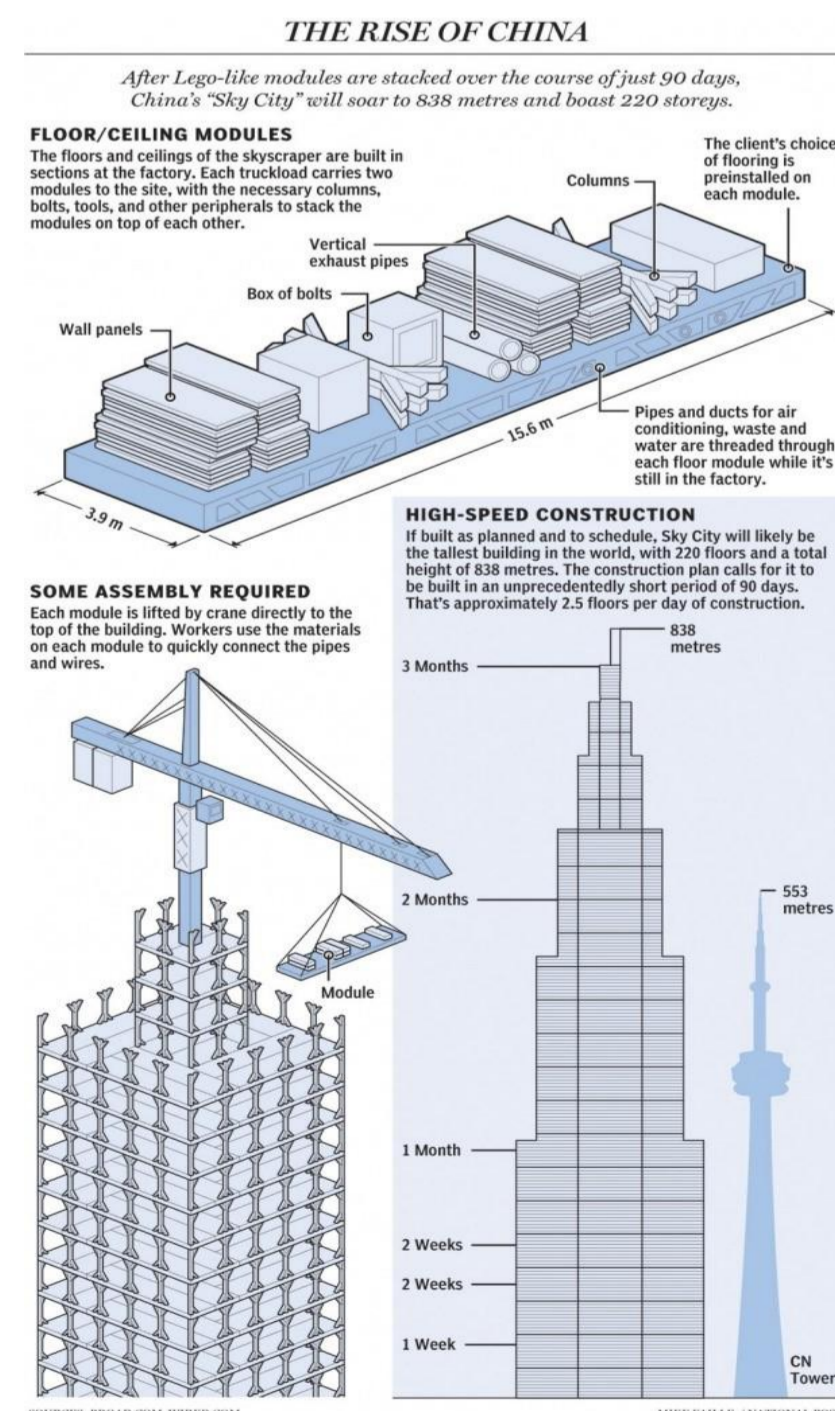 THE RISE OF CHINA
After Lego-like modules are stacked over the course of just 90 days,
China's "Sky City" will soar to 838 metres and boast 220 storeys.
FLOOR/CEILING MODULES
The floors and ceilings of the skyscraper are built in
sections at the factory. Each truckload carries two
modules to the site, with the necessary columns,
bolts, tools, and other peripherals to stack the
modules on top of each other.
The client's choice
of flooring is
preinstalled on
each module.
Columns
Vertical
exhaust pipes
Box of bolts
Wall panels
15.6 m
3.9 m
Pipes and ducts for air
conditioning, waste and
water are threaded through
each floor module while it's
still in the factory.
SOME ASSEMBLY REQUIRED
Each module is lifted by crane directly to the
top of the building. Workers use the materials
on each module to quickly connect the pipes
and wires.
Module
HIGH-SPEED CONSTRUCTION
If built as planned and to schedule, Sky City will likely be
the tallest building in the world, with 220 floors and a total
height of 838 metres. The construction plan calls for it to
be built in an unprecedentedly short period of 90 days.
That's approximately 2.5 floors per day of construction.
838
metres
3 Months
2 Months
553
metres
1 Month
2 Weeks
2 Weeks
1 Week
CN
Tower